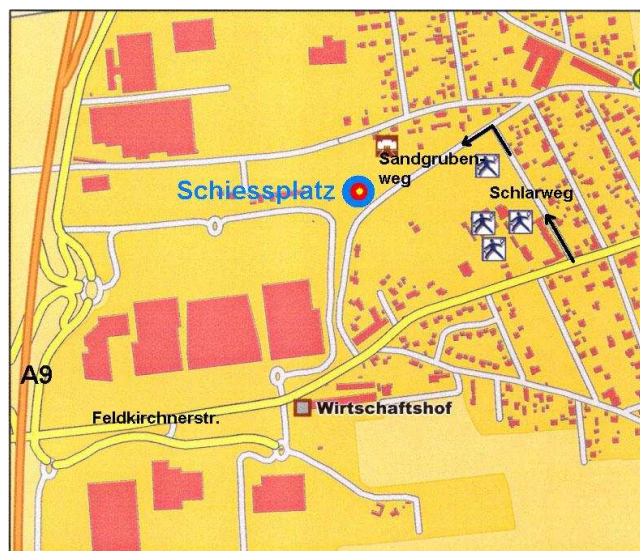 Sandgruben-
weg
Schiessplatz
Schlarweg
A9
Wirtschaftshof
Feldkirchnerstr.